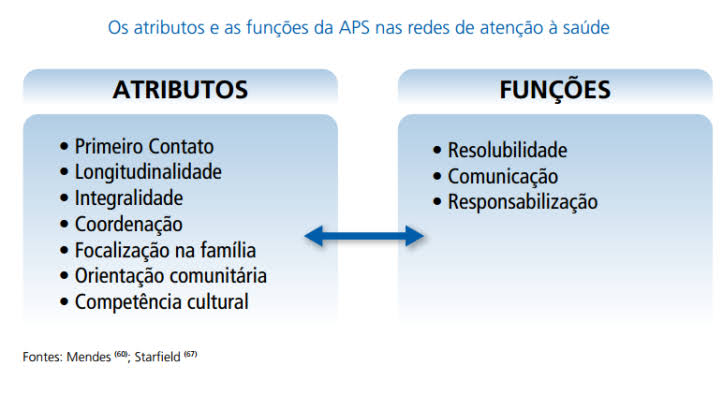 Os atributos e as funções da APS nas redes de atenção à saúde
ATRIBUTOS
• Primeiro Contato
• Longitudinalidade
• Integralidade
• Coordenação
• Focalização na família
• Orientação comunitária
• Competência cultural
FUNÇÕES
• Resolubilidade
• Comunicação
• Responsabilização
Fontes: Mendes (60); Starfield (67)